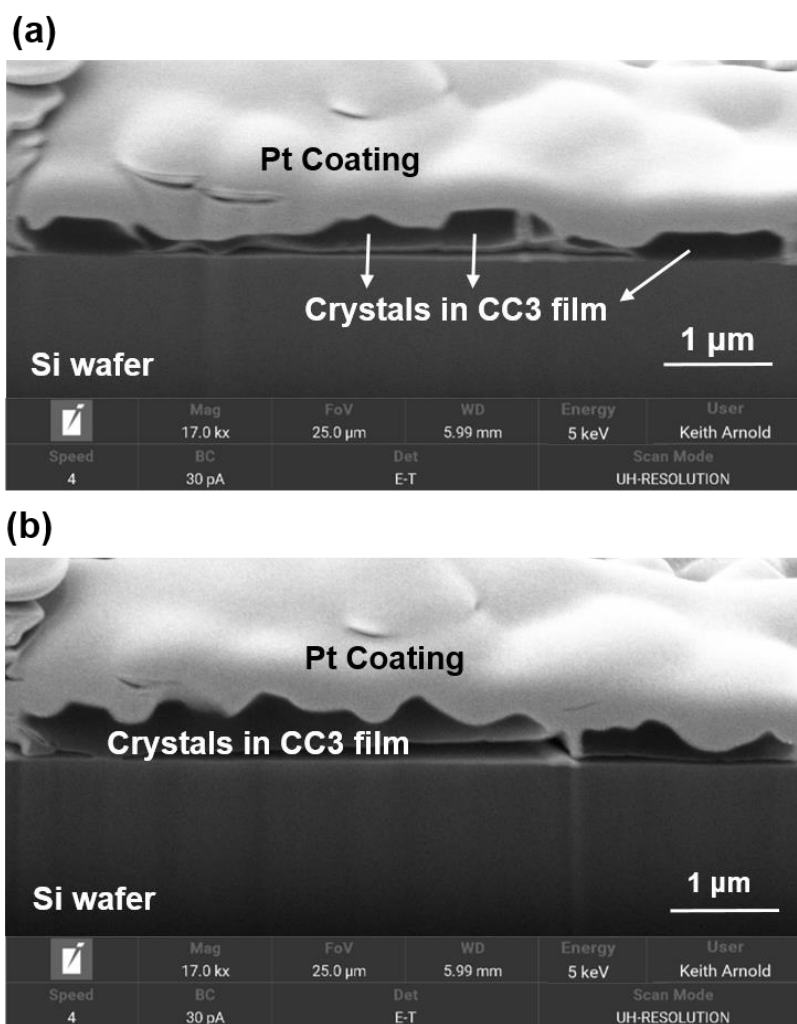 (a)
Pt Coating
Crystals in CC3 film
1 µm
Si wafer
Mag FoV WD Energy User
17.0 kx 25.0 µm 5.99 mm 5 keV Keith Arnold
Speed BC Det Scan Mode
4 30 pA E-T UH-RESOLUTION
(b)
Pt Coating
Crystals in CC3 film
1 µm
Si wafer
Mag FoV WD Energy User
17.0 kx 25.0 µm 5.99 mm 5 keV Keith Arnold
Speed BC Det Scan Mode
4 30 pA E-T UH-RESOLUTION